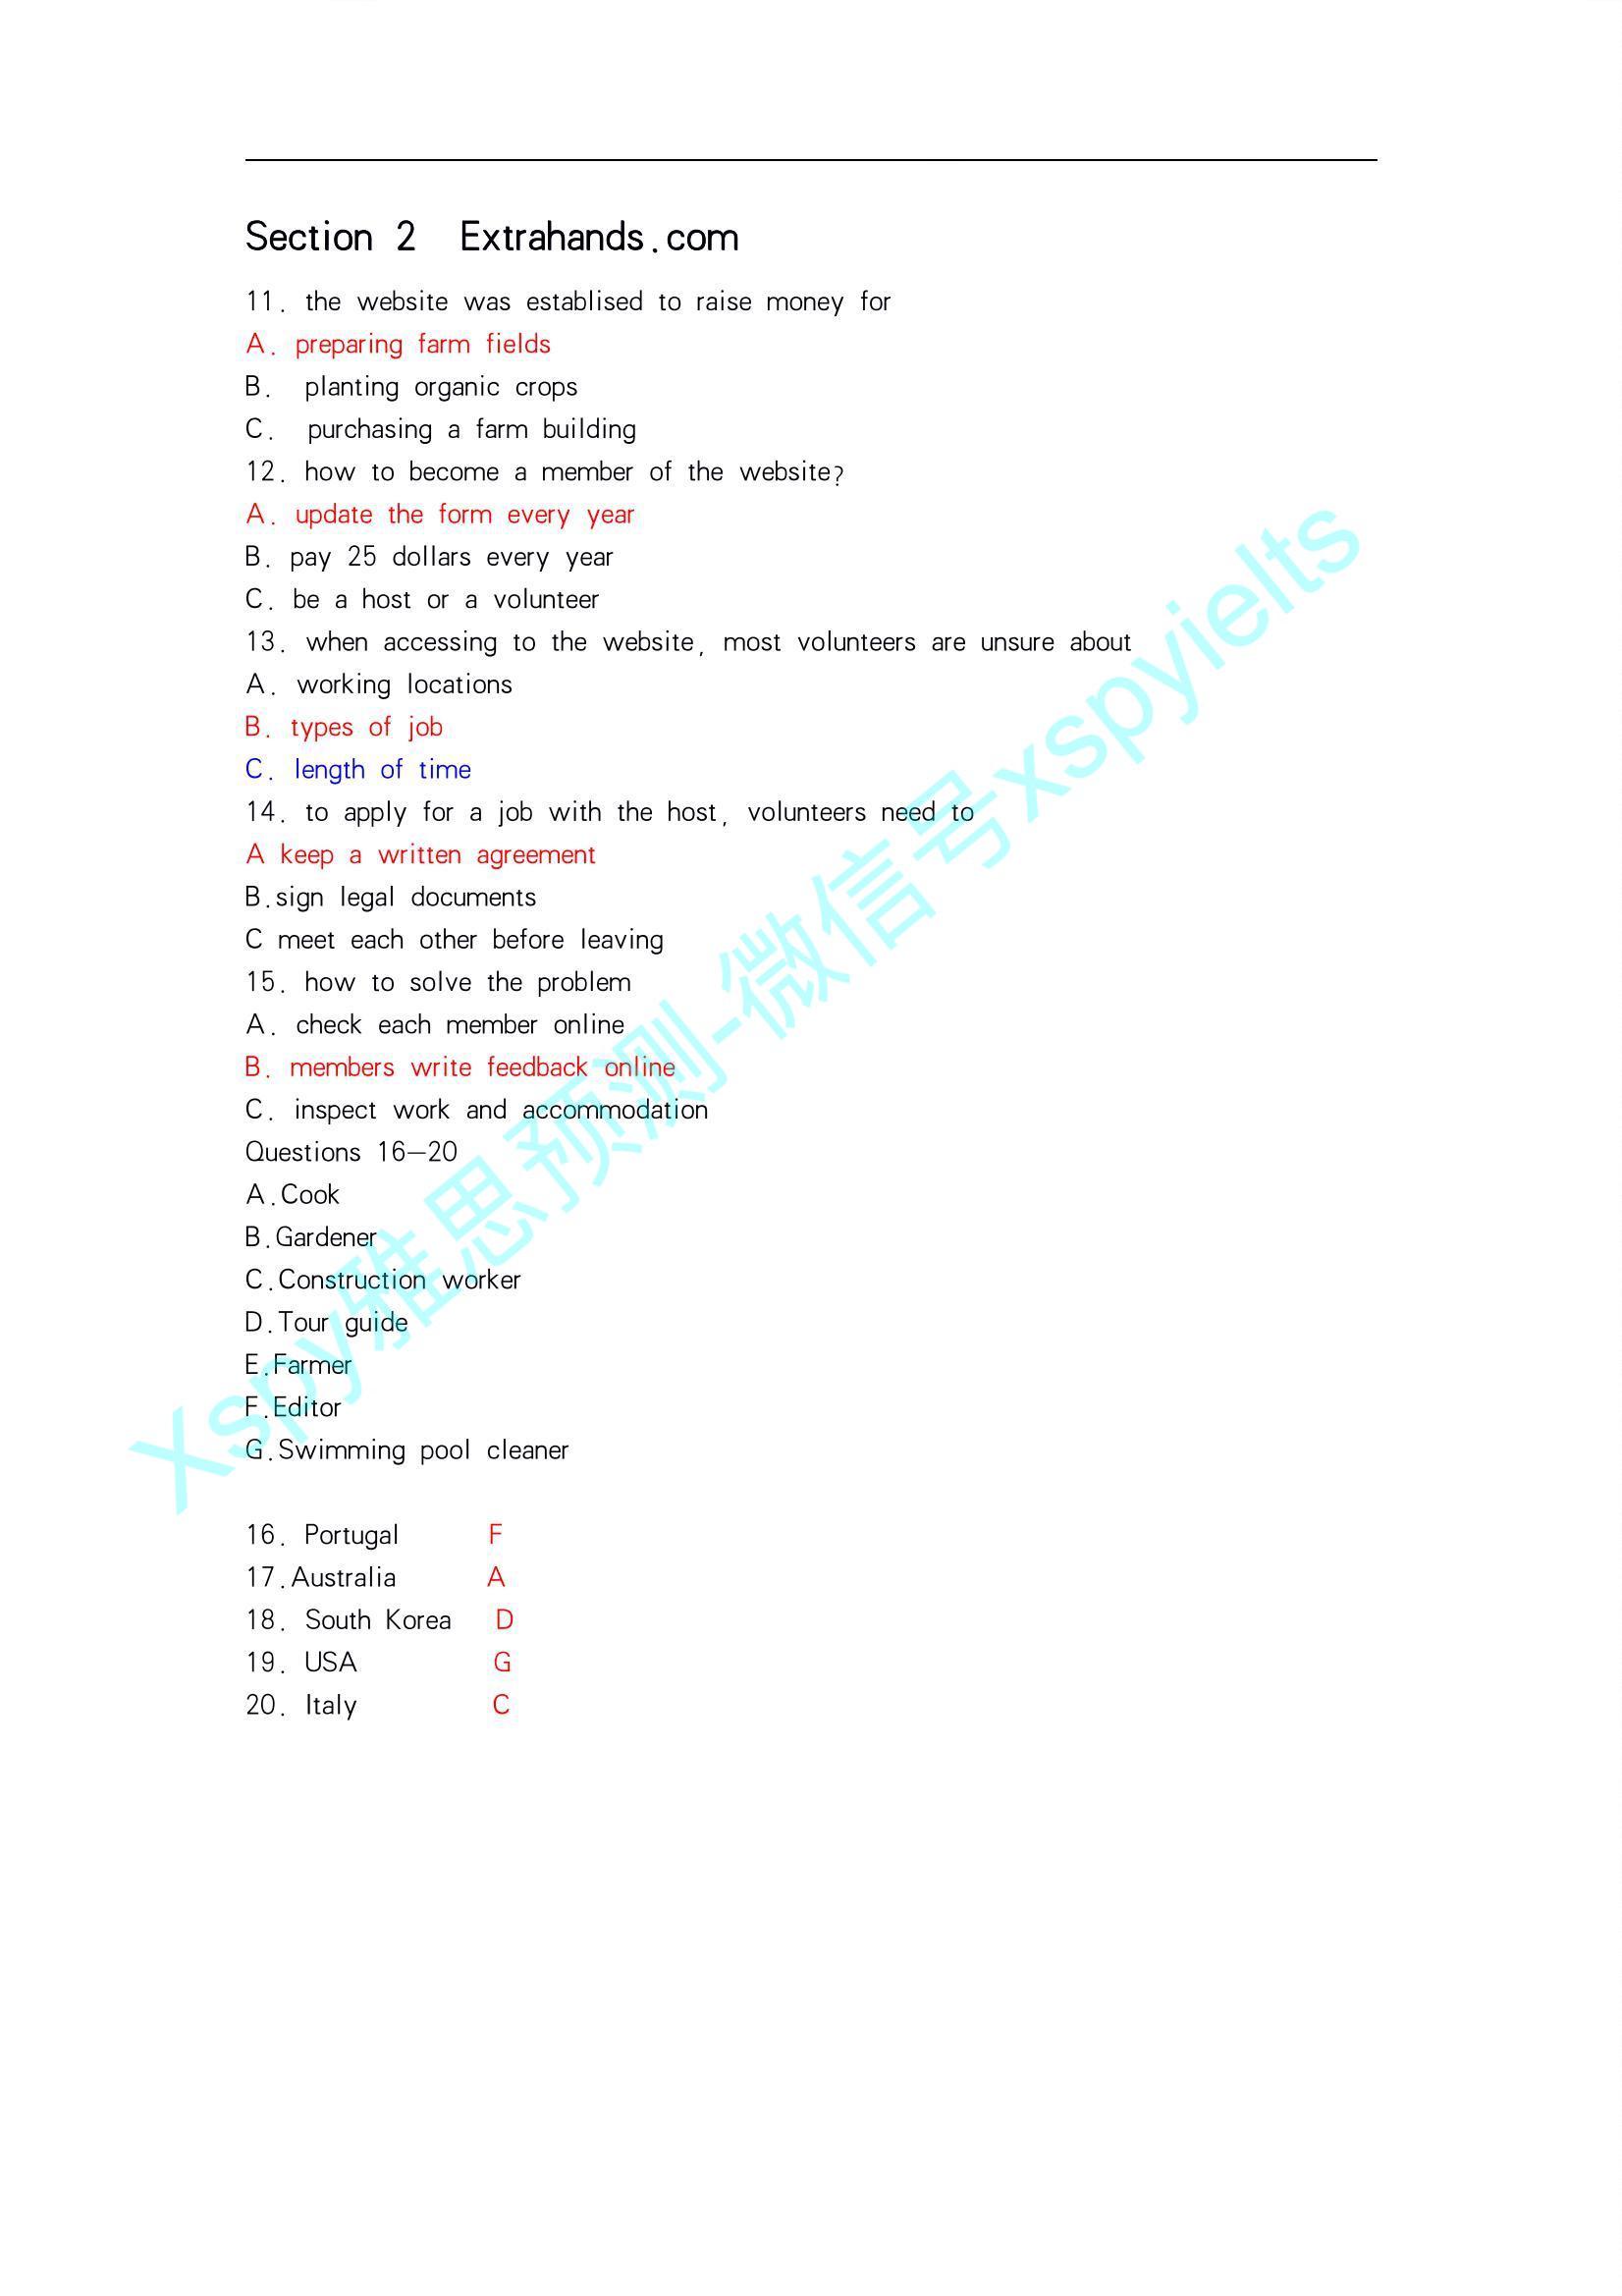 Section 2  Extrahands.com
11. the website was establised to raise money for
A. preparing farm fields
B.  planting organic crops
C.  purchasing a farm building
12. how to become a member of the website?
A. update the form every year
B. pay 25 dollars every year
C. be a host or a volunteer
13. when accessing to the website, most volunteers are unsure about
A. working locations
B. types of job
C. length of time
14. to apply for a job with the host, volunteers need to
A keep a written agreement
B.sign legal documents
C meet each other before leaving
15. how to solve the problem
A. check each member online
B. members write feedback online
C. inspect work and accommodation
Questions 16—20
A.Cook
B.Gardener
C.Construction worker
D.Tour guide
E.Farmer
F.Editor
G.Swimming pool cleaner
16. Portugal F
17.Australia A
18. South Korea D
19. USA G
20. Italy C
Xspy雅思预测-微信号xspyielts